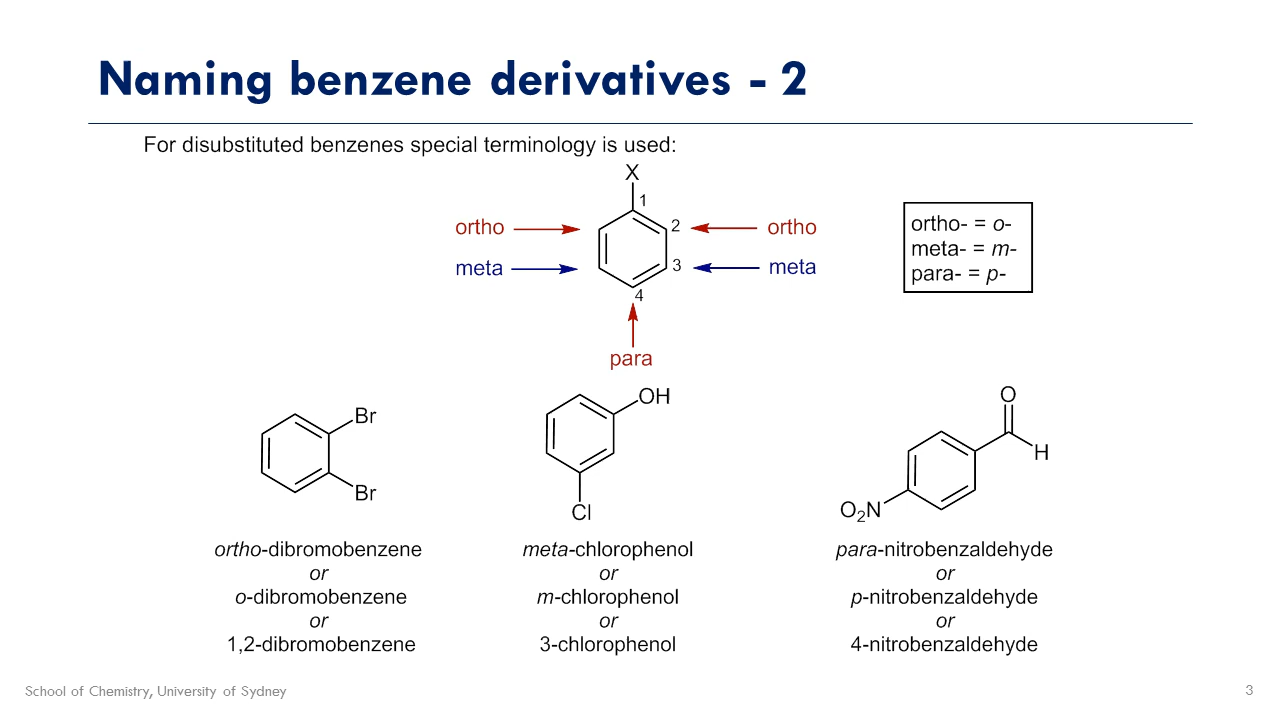 Naming benzene derivatives - 2
For disubstituted benzenes special terminology is used:
X
1
ortho
2
ortho
meta
3
meta
4
para
ortho- = o-
meta- = m-
para- = p-
Br
Br
OH
Cl
O
H
O₂N
ortho-dibromobenzene
or
o-dibromobenzene
or
1,2-dibromobenzene
meta-chlorophenol
or
m-chlorophenol
or
3-chlorophenol
para-nitrobenzaldehyde
or
p-nitrobenzaldehyde
or
4-nitrobenzaldehyde
School of Chemistry, University of Sydney
3